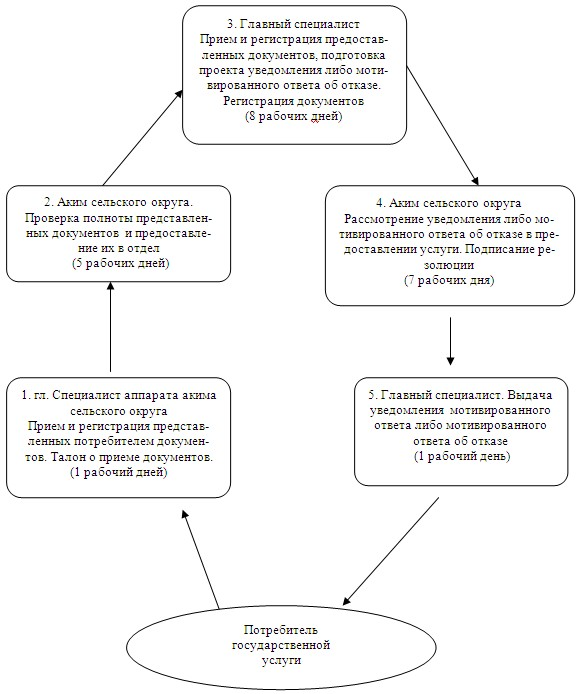 3. Главный специалист
Прием и регистрация предостав-
ленных документов, подготовка
проекта уведомления либо моти-
вированного ответа об отказе.
Регистрация документов
(8 рабочих дней)
2. Аким сельского округа.
Проверка полноты представлен-
ных документов и предоставле-
ние их в отдел
(5 рабочих дней)
4. Аким сельского округа
Рассмотрение уведомления либо мо-
тивированного ответа об отказе в пре-
доставлении услуги. Подписание ре-
золюции
(7 рабочих дня)
1. гл. Специалист аппарата акима
сельского округа
Прием и регистрация представ-
ленных потребителем докумен-
тов. Талон о приеме документов.
(1 рабочий дней)
5. Главный специалист. Выдача
уведомления мотивированного
ответа либо мотивированного
ответа об отказе
(1 рабочий день)
Потребитель
государственной
услуги